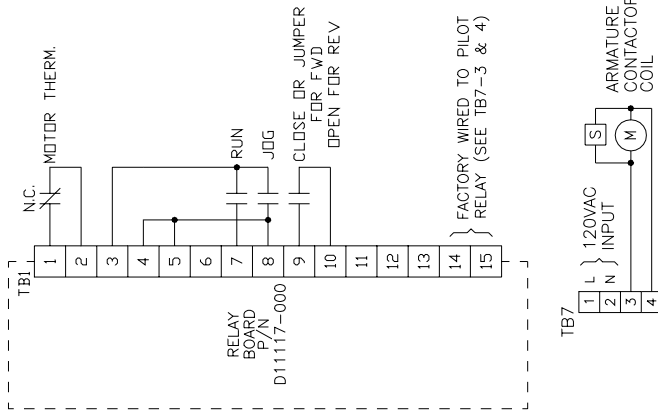 TB1
1
2
3
4
5
6
7
8
9
10
11
12
13
14
15
N.C.
MOTOR THERM.
RUN
JOG
CLOSE OR JUMPER
FOR FWD
OPEN FOR REV
FACTORY WIRED TO PILOT
RELAY (SEE TB7-3 & 4)
RELAY
BOARD
P/N
D11117-000
TB7
1
2
3
4
L
N
120VAC
INPUT
S
M
ARMATURE
CONTACTOR
COIL